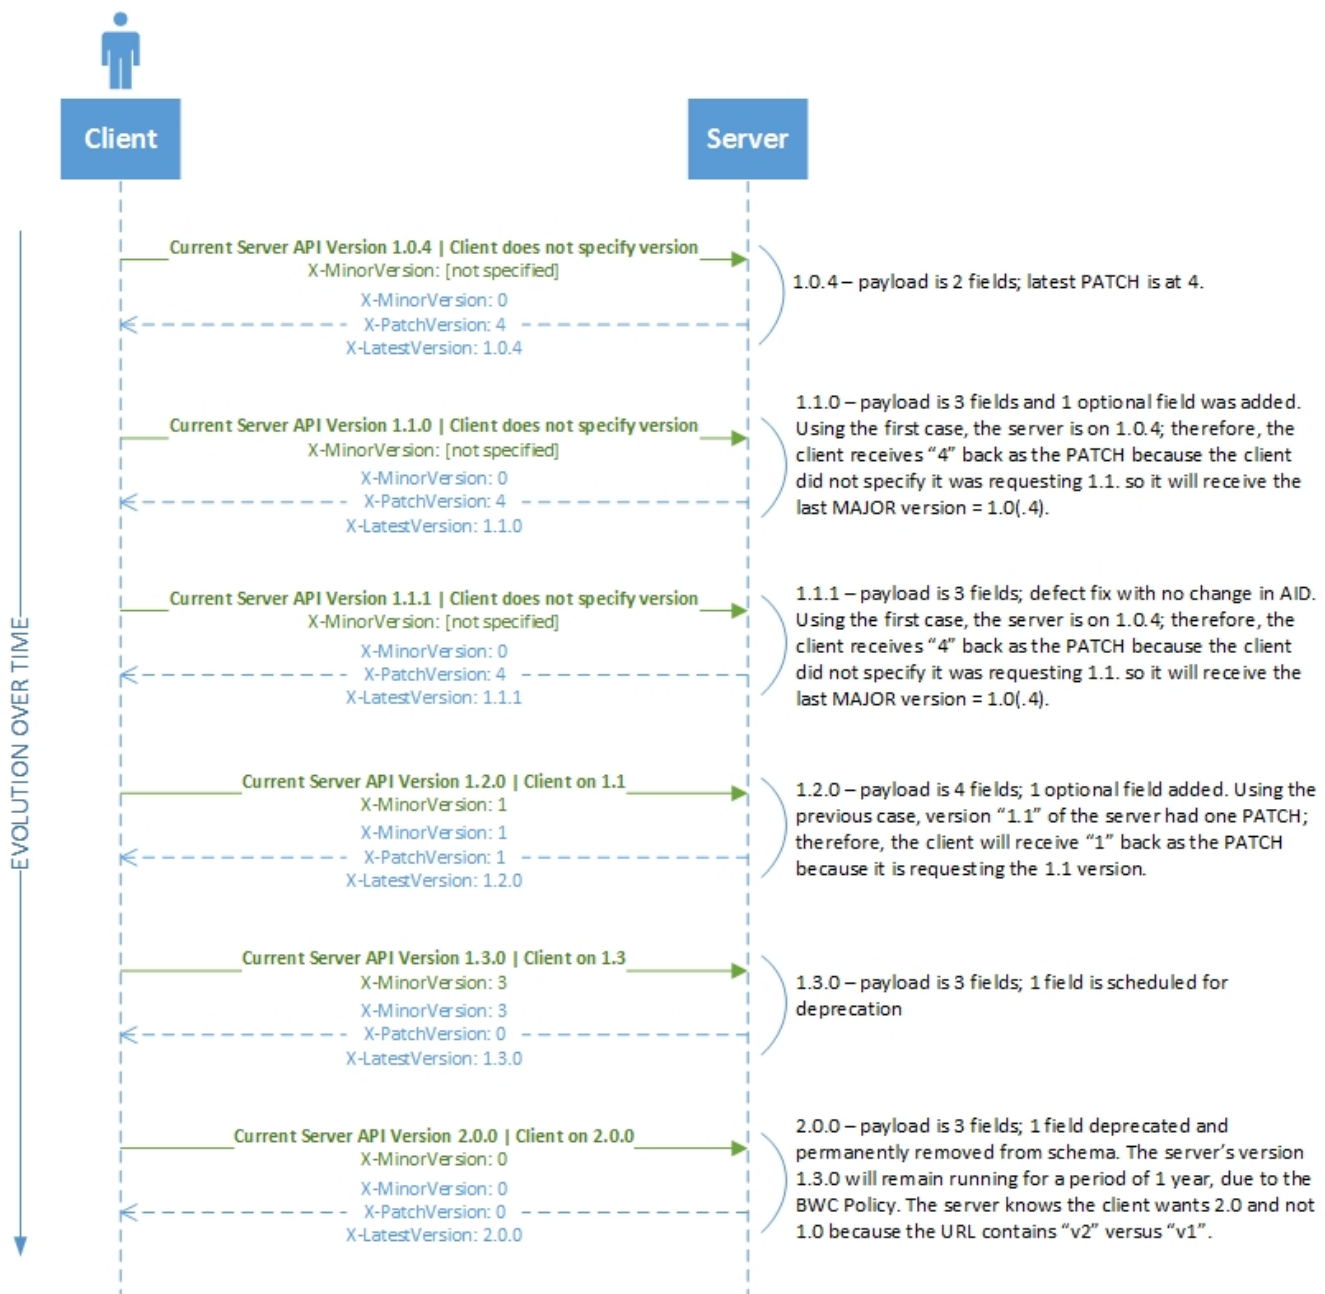 Client
Server
EVOLUTION OVER TIME
Current Server API Version 1.0.4 | Client does not specify version
X-MinorVersion: [not specified]
X-MinorVersion: 0
X-PatchVersion: 4
X-LatestVersion: 1.0.4
1.0.4 – payload is 2 fields; latest PATCH is at 4.
Current Server API Version 1.1.0 | Client does not specify version
X-MinorVersion: [not specified]
X-MinorVersion: 0
X-PatchVersion: 4
X-LatestVersion: 1.1.0
1.1.0 – payload is 3 fields and 1 optional field was added.
Using the first case, the server is on 1.0.4; therefore, the
client receives “4” back as the PATCH because the client
did not specify it was requesting 1.1. so it will receive the
last MAJOR version = 1.0(.4).
Current Server API Version 1.1.1 | Client does not specify version
X-MinorVersion: [not specified]
X-MinorVersion: 0
X-PatchVersion: 4
X-LatestVersion: 1.1.1
1.1.1 – payload is 3 fields; defect fix with no change in AID.
Using the first case, the server is on 1.0.4; therefore, the
client receives “4” back as the PATCH because the client
did not specify it was requesting 1.1. so it will receive the
last MAJOR version = 1.0(.4).
Current Server API Version 1.2.0 | Client on 1.1
X-MinorVersion: 1
X-MinorVersion: 1
X-PatchVersion: 1
X-LatestVersion: 1.2.0
1.2.0 – payload is 4 fields; 1 optional field added. Using the
previous case, version “1.1” of the server had one PATCH;
therefore, the client will receive “1” back as the PATCH
because it is requesting the 1.1 version.
Current Server API Version 1.3.0 | Client on 1.3
X-MinorVersion: 3
X-MinorVersion: 3
X-PatchVersion: 0
X-LatestVersion: 1.3.0
1.3.0 – payload is 3 fields; 1 field is scheduled for
deprecation
Current Server API Version 2.0.0 | Client on 2.0.0
X-MinorVersion: 0
X-MinorVersion: 0
X-PatchVersion: 0
X-LatestVersion: 2.0.0
2.0.0 – payload is 3 fields; 1 field deprecated and
permanently removed from schema. The server’s version
1.3.0 will remain running for a period of 1 year, due to the
BWC Policy. The server knows the client wants 2.0 and not
1.0 because the URL contains “v2” versus “v1”.